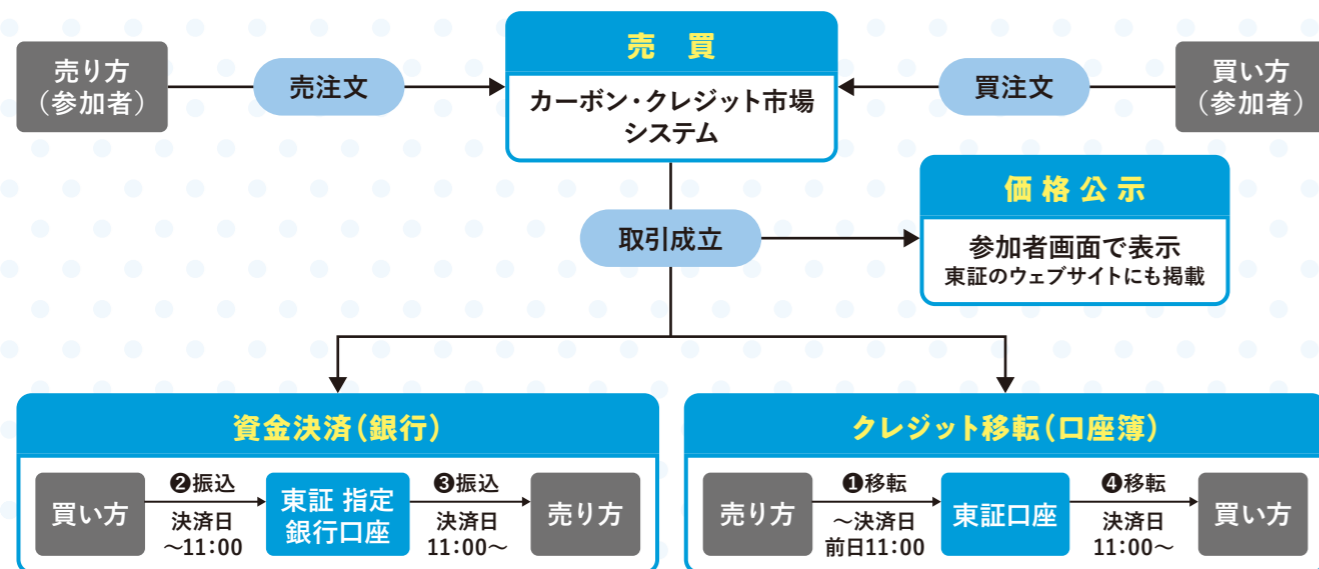 売り方
（参加者）
売注文
売 買
カーボン・クレジット市場
システム
買注文
買い方
（参加者）
取引成立
価格公示
参加者画面で表示
東証のウェブサイトにも掲載
資金決済（銀行）
買い方
❷振込
決済日
～11：00
東証 指定
銀行口座
❸振込
決済日
11：00～
売り方
クレジット移転（口座簿）
売り方
❶移転
～決済日
前日11：00
東証口座
❹移転
決済日
11：00～
買い方